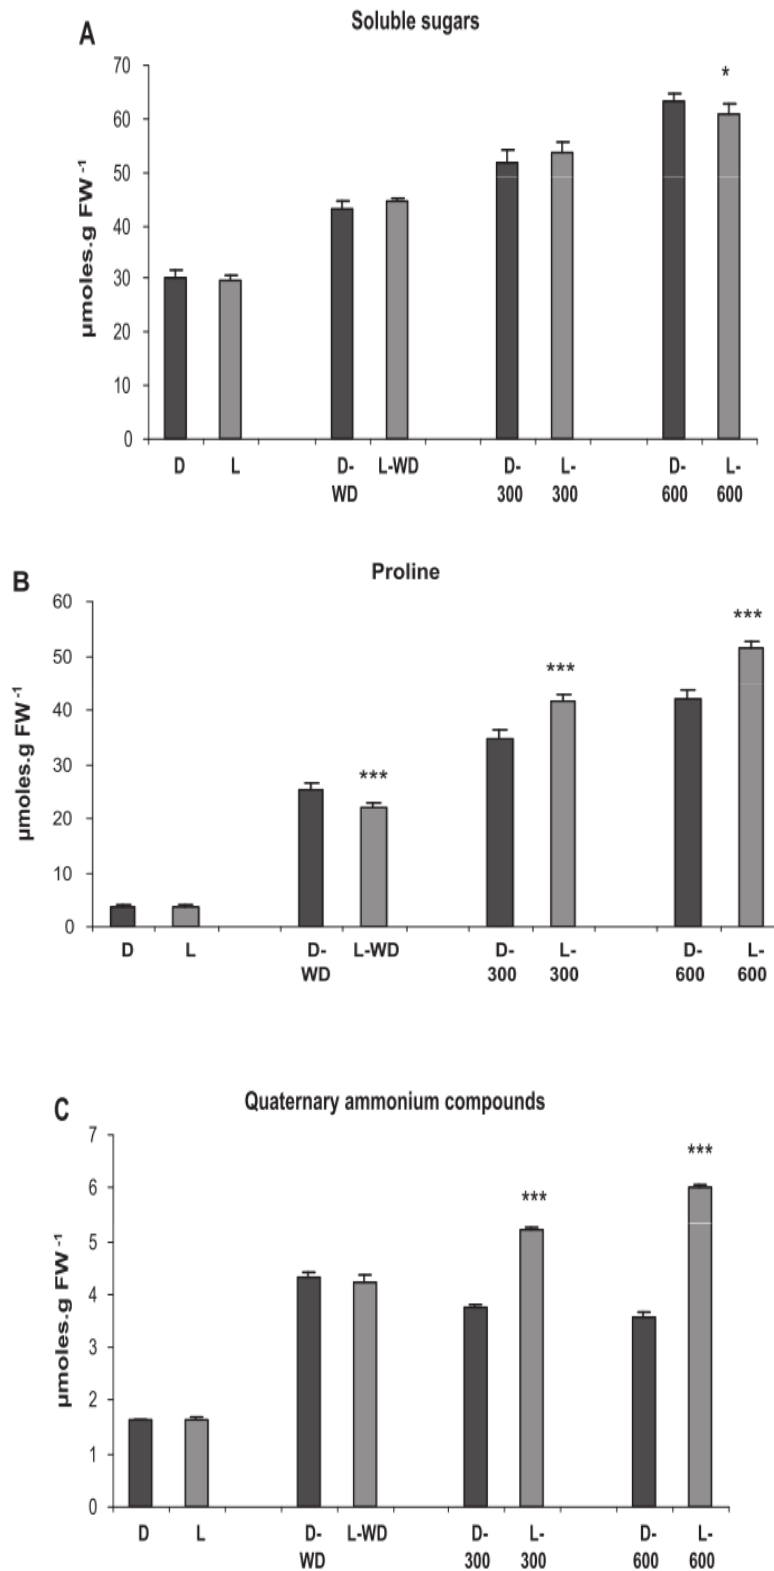 A
Soluble sugars
70
60
50
40
30
20
10
0
µmoles.g FW -1
*
D L D- L-WD D- L- D- L-
WD 300 300 600 600
B
Proline
60
50
40
30
20
10
0
µmoles.g FW -1
***
***
***
D L D- L-WD D- L- D- L-
WD 300 300 600 600
C
Quaternary ammonium compounds
7
6
5
4
3
2
1
0
µmoles.g FW -1
***
***
D L D- L-WD D- L- D- L-
WD 300 300 600 600